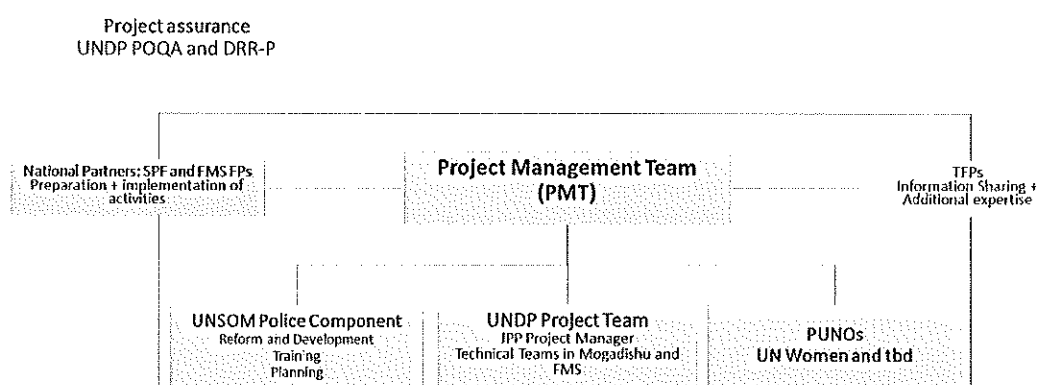 Project assurance
UNDP POQA and DRR-P
National Partners: SPF and FMS FPs
Preparation + implementation of
activities
Project Management Team
(PMT)
TFPs
Information Sharing +
Additional expertise
UNSOM Police Component
Reform and Development
Training
Planning
UNDP Project Team
JPP Project Manager
Technical Teams in Mogadishu and
FMS
PUNOs
UN Women and tbd